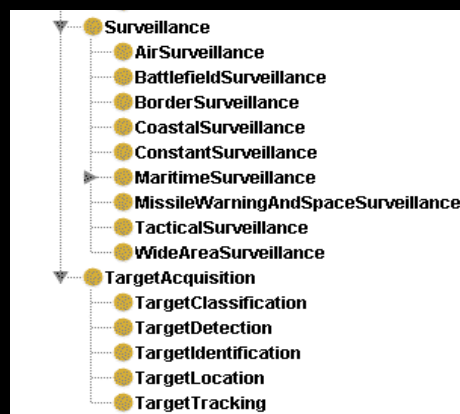 Surveillance
AirSurveillance
BattlefieldSurveillance
BorderSurveillance
CoastalSurveillance
ConstantSurveillance
MaritimeSurveillance
MissileWarningAndSpaceSurveillance
TacticalSurveillance
WideAreaSurveillance
TargetAcquisition
TargetClassification
TargetDetection
TargetIdentification
TargetLocation
TargetTracking